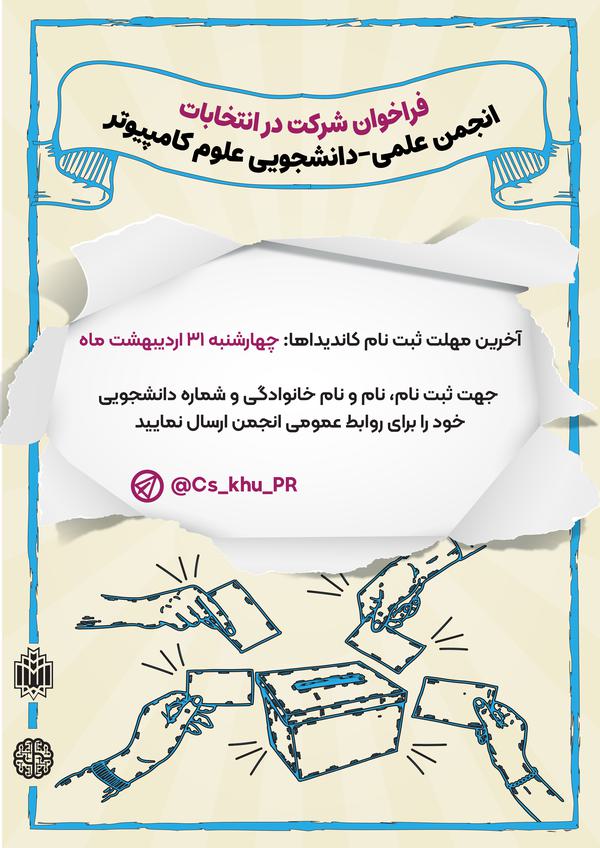 فراخوان شرکت در انتخابات
انجمن علمی-دانشجویی علوم کامپیوتر
آخرین مهلت ثبت نام کاندیداها: چهارشنبه ۳۱ اردیبهشت ماه
جهت ثبت نام، نام و نام خانوادگی و شماره دانشجویی
خود را برای روابط عمومی انجمن ارسال نمایید
@Cs_khu_PR